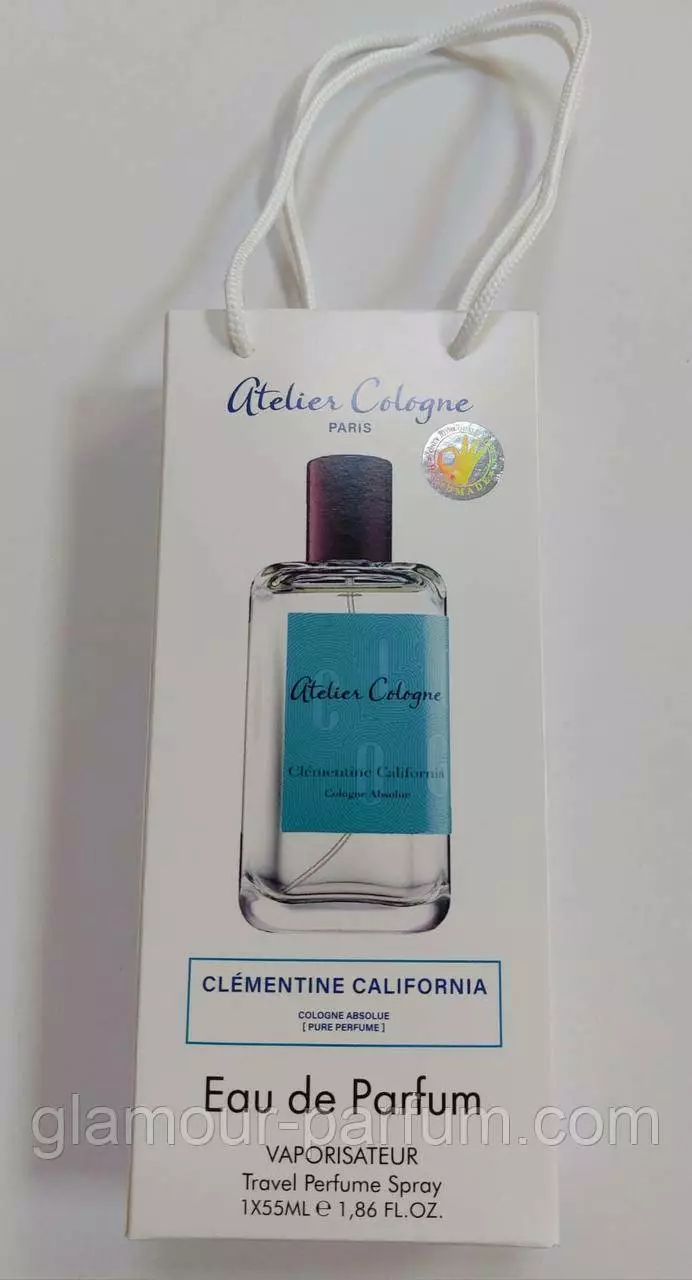 Atelier Cologne
PARIS
Atelier Cologne
Clémentine California
Cologne Absolue
CLÉMENTINE CALIFORNIA
COLOGNE ABSOLUE
[ PURE PERFUME ]
Eau de Parfum
glamour-parfum.com
VAPORISATEUR
Travel Perfume Spray
1X55ML e 1,86 FL.OZ.